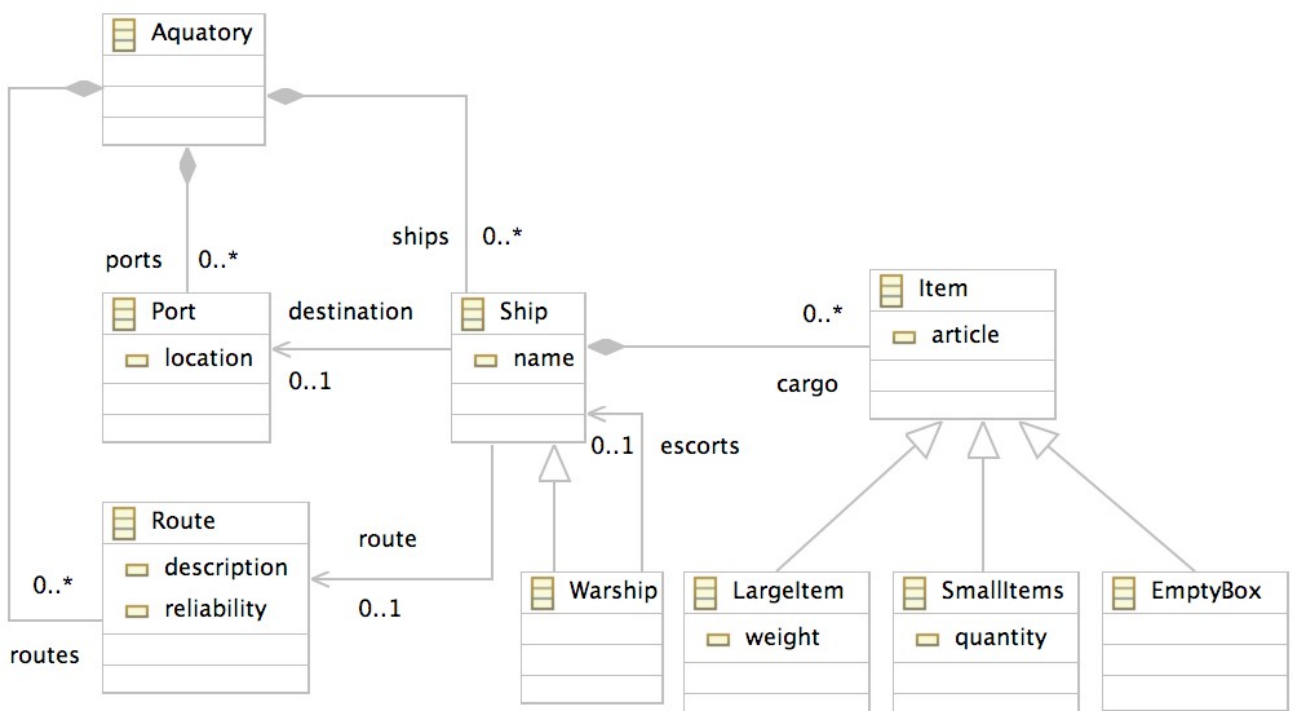 Aquatory
ships 0..*
ports 0..*
Port
location
destination
0..1
Ship
name
0..*
cargo
Item
article
0..1 escorts
Route
description
reliability
route
0..1
0..*
routes
Warship
LargeItem
weight
SmallItems
quantity
EmptyBox